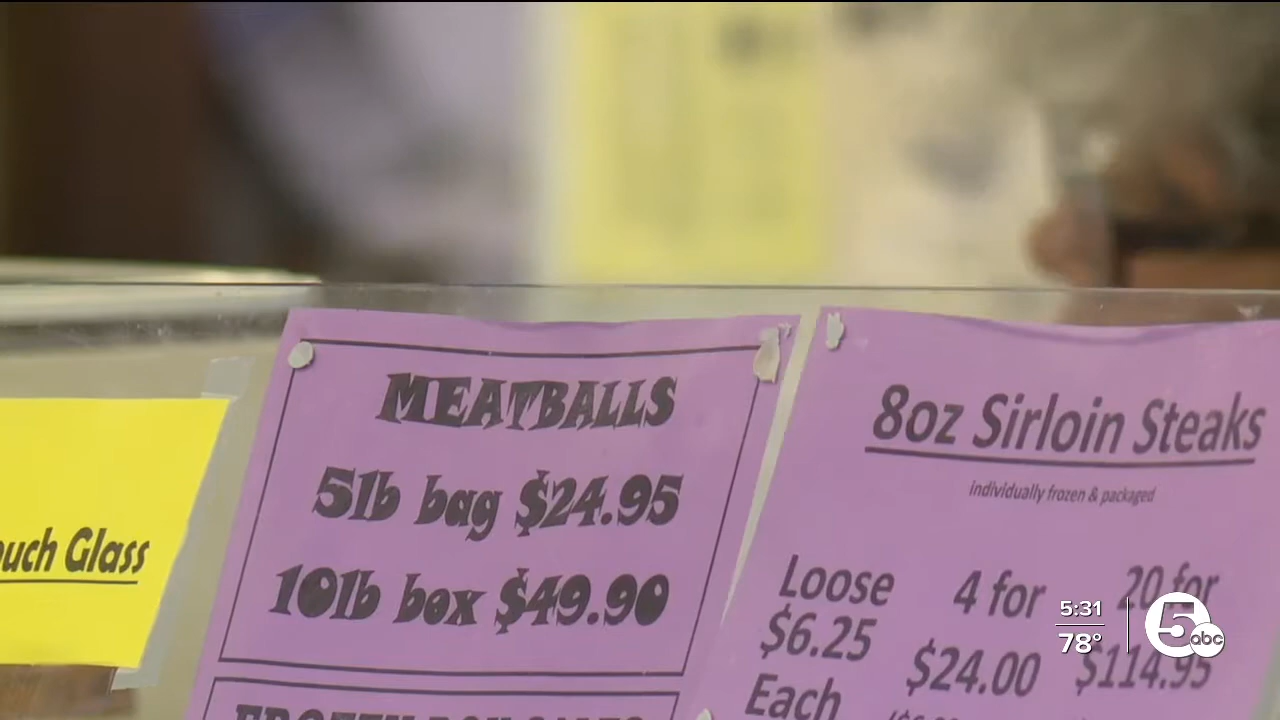 MEATBALLS
5lb bag $24.95
10lb box $49.90
8oz Sirloin Steaks
individually frozen & packaged
Loose
$6.25
Each
4 for
$24.00
20 for
$114.95
Glass
5:31
78°
5 abc